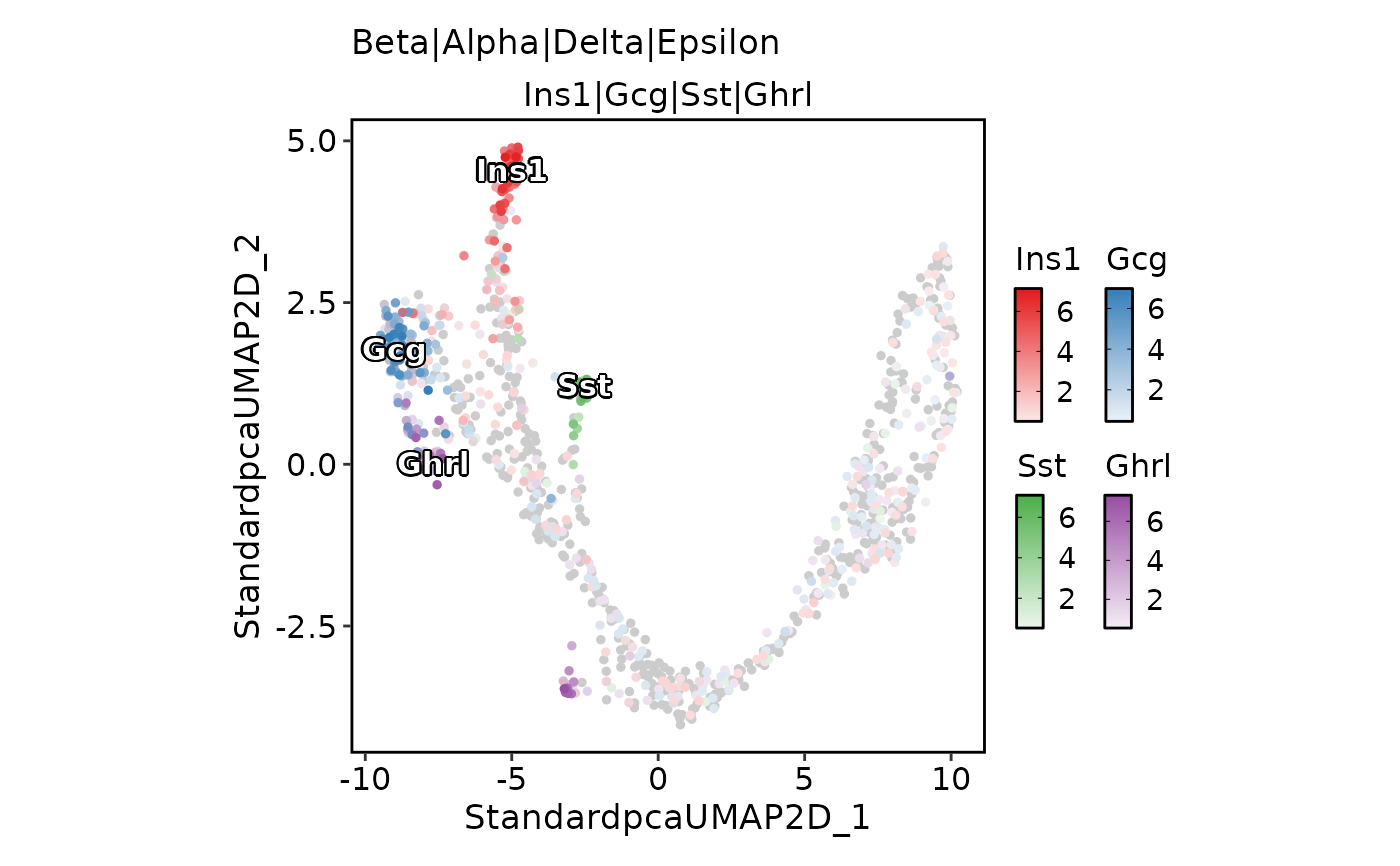 Beta|Alpha|Delta|Epsilon
Ins1|Gcg|Sst|Ghrl
StandardpcaUMAP2D_2
5.0
2.5
0.0
-2.5
Ins1
Gcg
Sst
Ghrl
-10
-5
0
5
10
StandardpcaUMAP2D_1
Ins1
6
4
2
Gcg
6
4
2
Sst
6
4
2
Ghrl
6
4
2